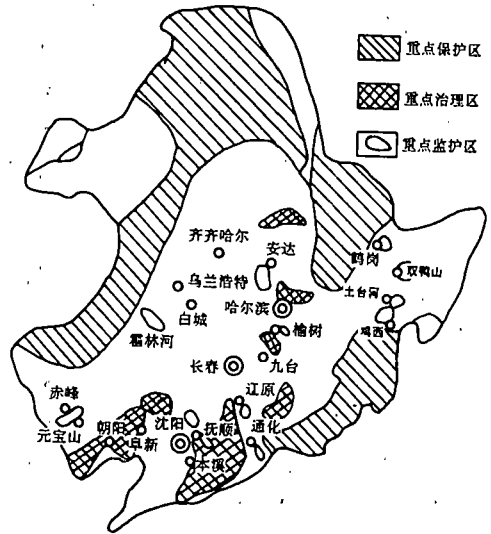 重点保护区
重点治理区
重点监护区
齐齐哈尔
安达
鹤岗
双鸭山
乌兰浩特
土台河
哈尔滨
白城
鸡西
霍林河
榆树
长春
九台
赤峰
辽原
元宝山
朝阳
沈阳
抚顺
通化
阜新
本溪